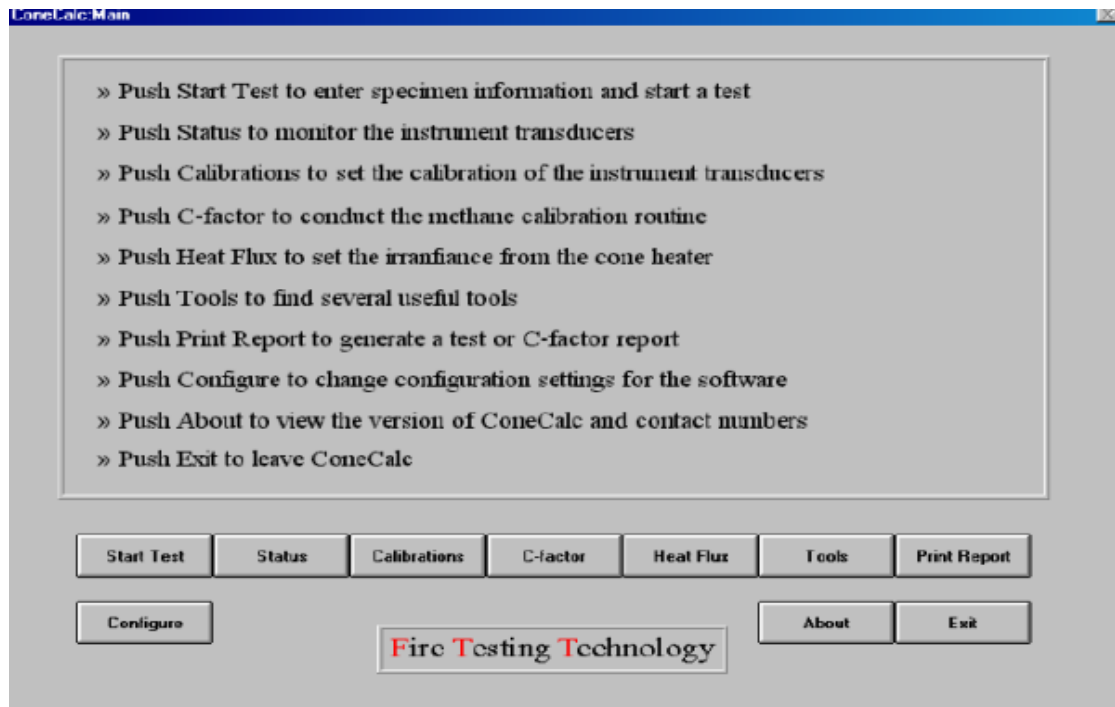 ConeCalc:Main
» Push Start Test to enter specimen information and start a test
» Push Status to monitor the instrument transducers
» Push Calibrations to set the calibration of the instrument transducers
» Push C-factor to conduct the methane calibration routine
» Push Heat Flux to set the irranfiance from the cone heater
» Push Tools to find several useful tools
» Push Print Report to generate a test or C-factor report
» Push Configure to change configuration settings for the software
» Push About to view the version of ConeCalc and contact numbers
» Push Exit to leave ConeCalc
Start Test Status Calibrations C-factor Heat Flux Tools Print Report
Configure About Exit
Fire Testing Technology